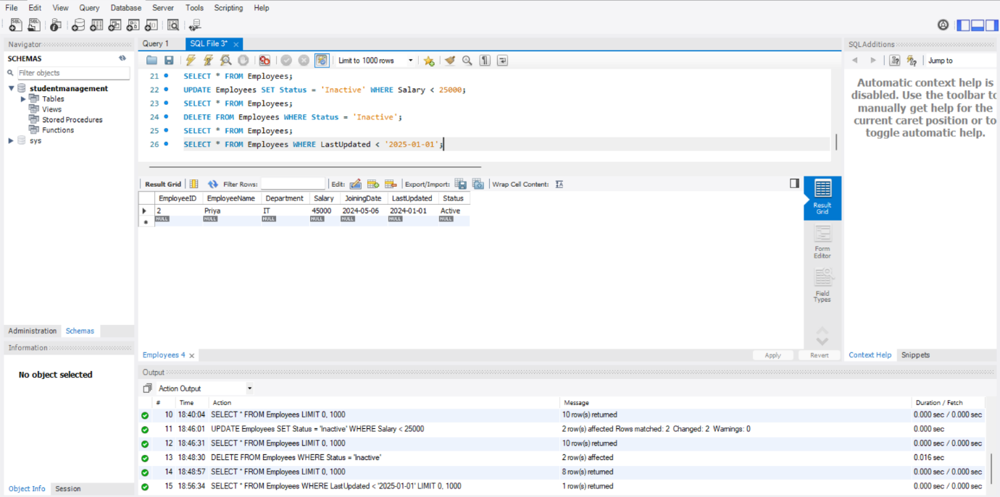 File Edit View Query Database Server Tools Scripting Help
Navigator
SCHEMAS
Filter objects
studentmanagement
Tables
Views
Stored Procedures
Functions
sys
Administration Schemas
Information
No object selected
Object Info Session
Query 1 SQL File 3*
Limit to 1000 rows
21 SELECT * FROM Employees;
22 UPDATE Employees SET Status = 'Inactive' WHERE Salary < 25000;
23 SELECT * FROM Employees;
24 DELETE FROM Employees WHERE Status = 'Inactive';
25 SELECT * FROM Employees;
26 SELECT * FROM Employees WHERE LastUpdated < '2025-01-01';
Result Grid Filter Rows: Edit: Export/Import: Wrap Cell Content:
EmployeeID EmployeeName Department Salary JoiningDate LastUpdated Status
2 Priya IT 45000 2024-05-06 2024-01-01 Active
NULL NULL NULL NULL NULL NULL NULL
Result
Grid
Form
Editor
Field
Types
Employees 4 Apply Revert
Output
Action Output
# Time Action Message Duration / Fetch
10 18:40:04 SELECT * FROM Employees LIMIT 0, 1000 10 row(s) returned 0.000 sec / 0.000 sec
11 18:46:01 UPDATE Employees SET Status = 'Inactive' WHERE Salary < 25000 2 row(s) affected Rows matched: 2 Changed: 2 Warnings: 0 0.000 sec
12 18:46:31 SELECT * FROM Employees LIMIT 0, 1000 10 row(s) returned 0.000 sec / 0.000 sec
13 18:48:30 DELETE FROM Employees WHERE Status = 'Inactive' 2 row(s) affected 0.016 sec
14 18:48:57 SELECT * FROM Employees LIMIT 0, 1000 8 row(s) returned 0.000 sec / 0.000 sec
15 18:56:34 SELECT * FROM Employees WHERE LastUpdated < '2025-01-01' LIMIT 0, 1000 1 row(s) returned 0.000 sec / 0.000 sec
SQLAdditions
Jump to
Automatic context help is
disabled. Use the toolbar to
manually get help for the
current caret position or to
toggle automatic help.
Context Help Snippets